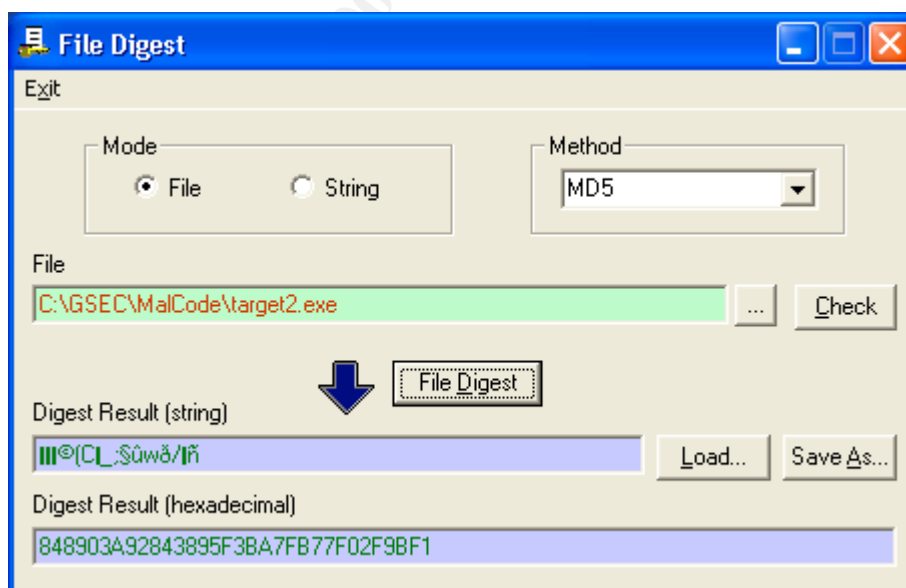 File Digest
Exit
Mode
File
String
Method
MD5
File
C:\GSEC\MalCode\target2.exe
...
Check
File Digest
Digest Result (string)
|||©(C|_;§ûwð/|ñ
Load...
Save As...
Digest Result (hexadecimal)
848903A92843895F3BA7FB77F02F9BF1